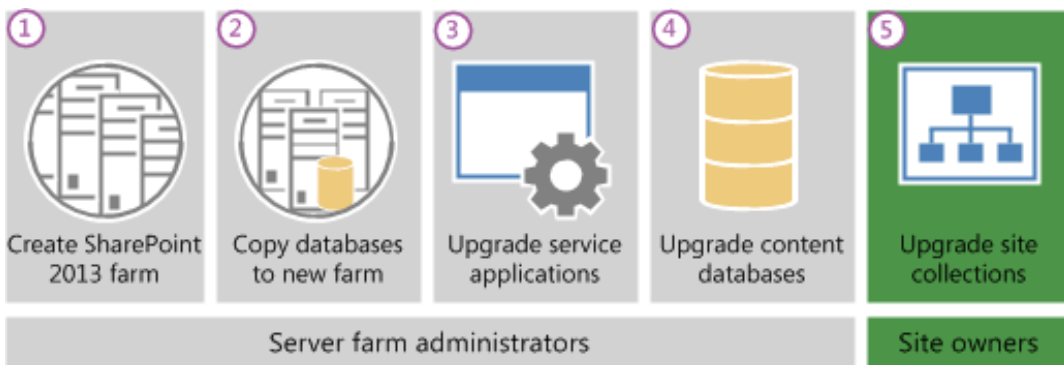 1
Create SharePoint
2013 farm
2
Copy databases
to new farm
3
Upgrade service
applications
4
Upgrade content
databases
5
Upgrade site
collections
Server farm administrators
Site owners